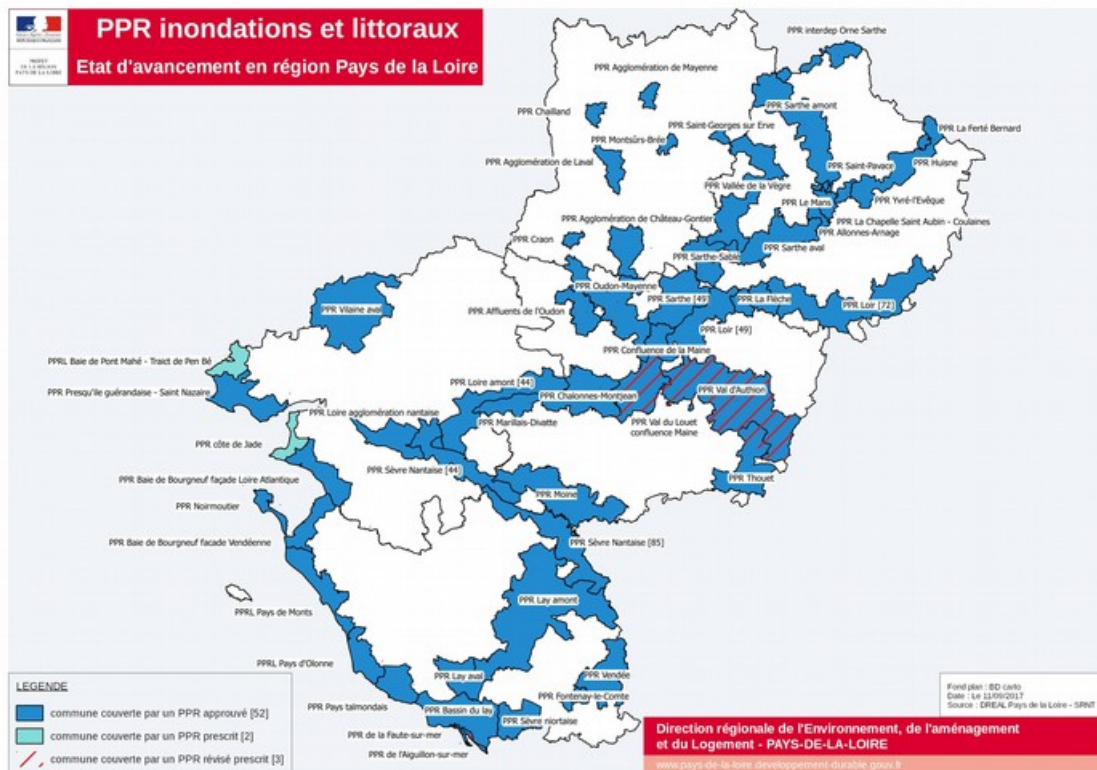 PPR inondations et littoraux
Etat d'avancement en région Pays de la Loire
PREFET
DE LA RÉGION
PAYS DE LA LOIRE
PPR interdep Orne Sarthe
PPR Agglomération de Mayenne
PPR Chailland
PPR Sarthe amont
PPR Saint-Georges sur Erve
PPR La Ferté Bernard
PPR Montsûrs-Brée
PPR Agglomération de Laval
PPR Saint-Pavace
PPR Huisne
PPR Vallée de la Vègre
PPR Le Mans
PPR Yvré-l'Evêque
PPR Agglomération de Château-Gontier
PPR La Chapelle Saint Aubin - Coulaines
PPR Allonnes-Arnage
PPR Craon
PPR Sarthe aval
PPR Sarthe-Sablé
PPR Oudon-Mayenne
PPR Sarthe [49]
PPR La Flèche
PPR Loir [72]
PPR Vilaine aval
PPR Affluents de l'Oudon
PPR Loir [49]
PPR Confluence de la Maine
PPRL Baie de Pont Mahé - Traict de Pen Bé
PPR Loire amont [44]
PPR Val d'Authion
PPR Presqu'ile guérandaise - Saint Nazaire
PPR Chalonnes-Montjean
PPR Loire agglomération nantaise
PPR Marillais-Divatte
PPR Val du Louet
confluence Maine
PPR côte de Jade
PPR Sèvre Nantaise [44]
PPR Thouet
PPR Baie de Bourgneuf façade Loire Atlantique
PPR Moine
PPR Noirmoutier
PPR Baie de Bourgneuf facade Vendéenne
PPR Sèvre Nantaise [85]
PPR Lay amont
PPRL Pays de Monts
PPRL Pays d'Olonne
PPR Lay aval
PPR Vendée
PPR Fontenay-le-Comte
PPR Pays talmondais
PPR Bassin du lay
PPR Sèvre niortaise
PPR de la Faute-sur-mer
PPR de l'Aiguillon-sur-mer
LEGENDE
commune couverte par un PPR approuvé [52]
commune couverte par un PPR prescrit [2]
commune couverte par un PPR révisé prescrit [3]
Fond plan : BD carto
Date : Le 11/09/2017
Source : DREAL Pays de la Loire - SRNT
Direction régionale de l'Environnement, de l'aménagement
et du Logement - PAYS-DE-LA-LOIRE
www.pays-de-la-loire.developpement-durable.gouv.fr